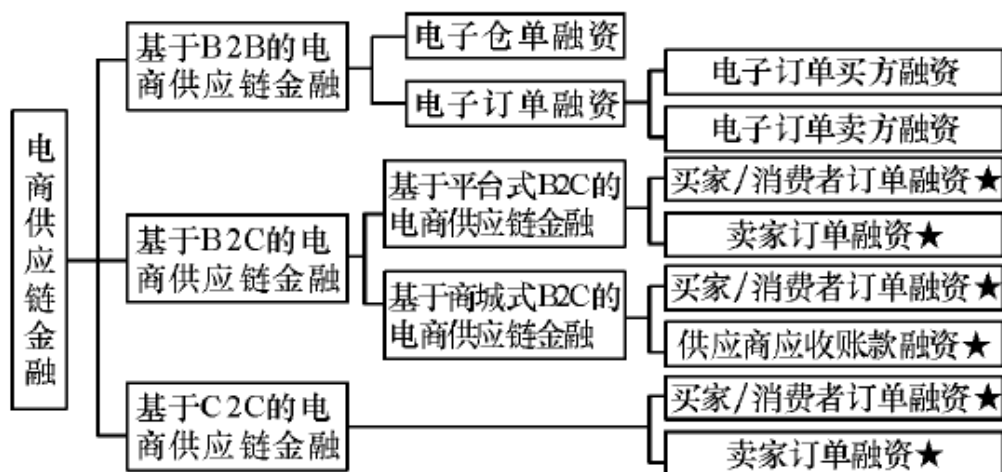 电商供应链金融
基于B2B的电
商供应链金融
电子仓单融资
电子订单融资
电子订单买方融资
电子订单卖方融资
基于B2C的电
商供应链金融
基于平台式B2C的
电商供应链金融
买家/消费者订单融资★
卖家订单融资★
基于商城式B2C的
电商供应链金融
买家/消费者订单融资★
供应商应收账款融资★
基于C2C的电
商供应链金融
买家/消费者订单融资★
卖家订单融资★